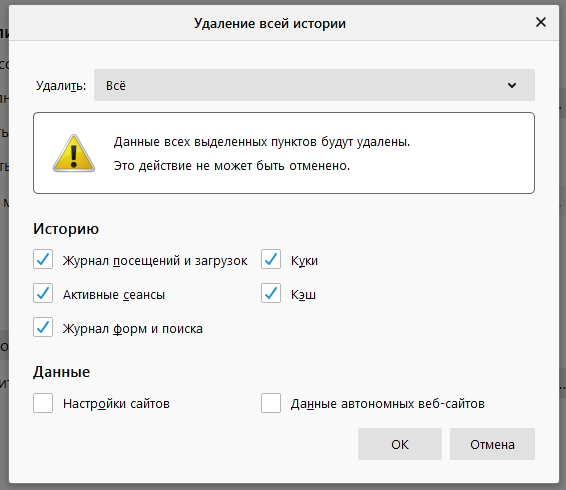 Удаление всей истории
Удалить: Всё
Данные всех выделенных пунктов будут удалены.
Это действие не может быть отменено.
Историю
Журнал посещений и загрузок Куки
Активные сеансы Кэш
Журнал форм и поиска
Данные
Настройки сайтов Данные автономных веб-сайтов
ОК Отмена